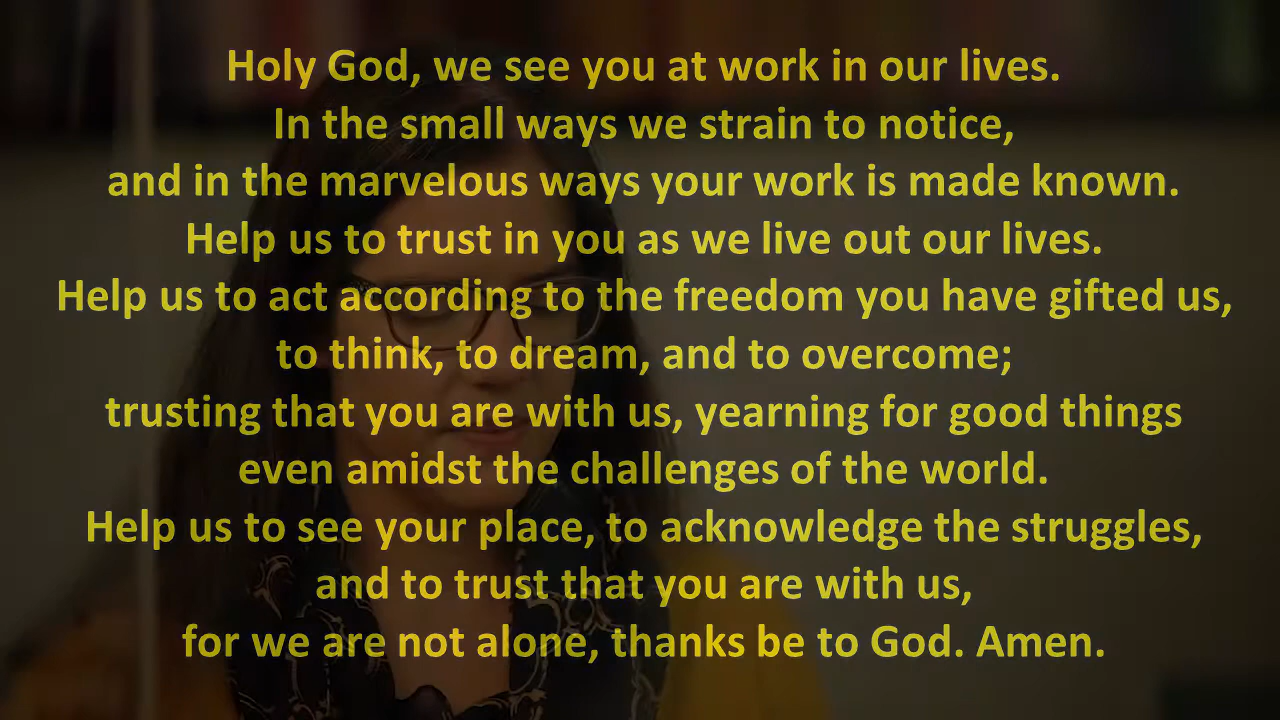 Holy God, we see you at work in our lives.
In the small ways we strain to notice,
and in the marvelous ways your work is made known.
Help us to trust in you as we live out our lives.
Help us to act according to the freedom you have gifted us,
to think, to dream, and to overcome;
trusting that you are with us, yearning for good things
even amidst the challenges of the world.
Help us to see your place, to acknowledge the struggles,
and to trust that you are with us,
for we are not alone, thanks be to God. Amen.